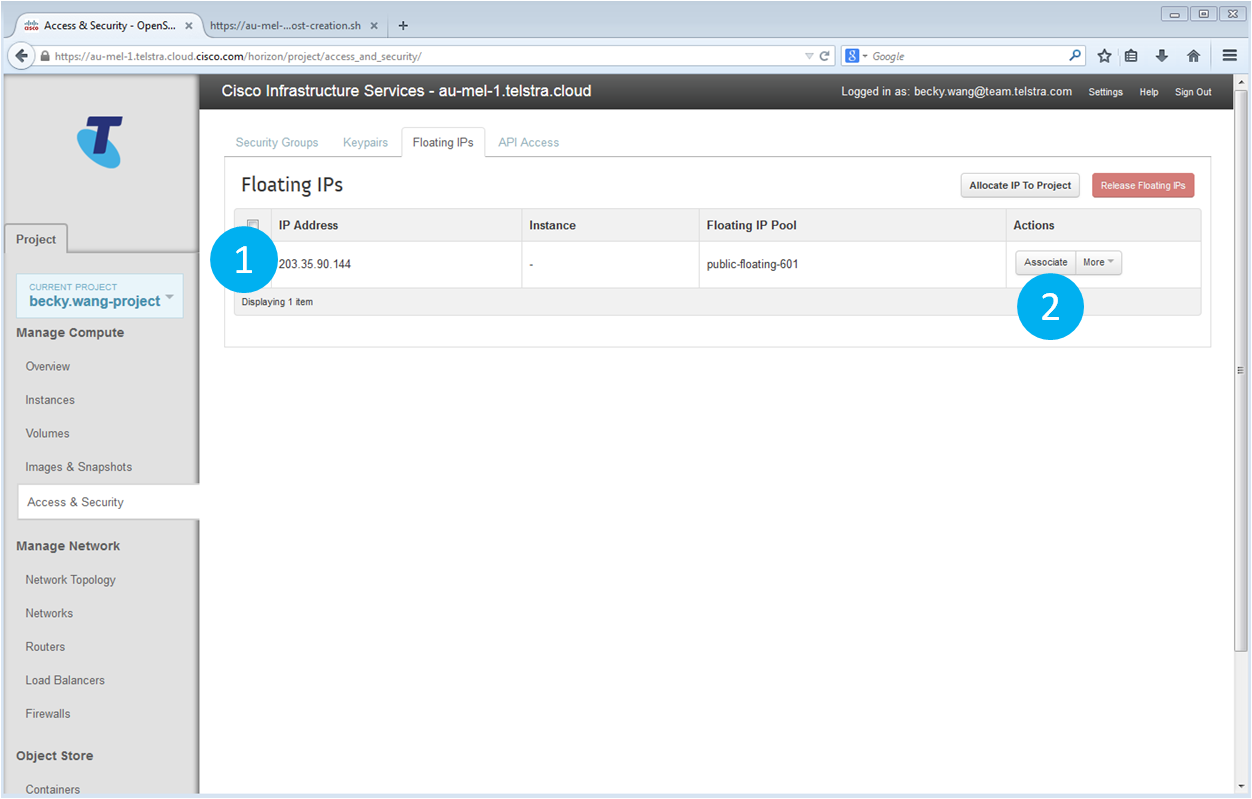 Access & Security - OpenS...
https://au-mel-...ost-creation.sh
https://au-mel-1.telstra.cloud.cisco.com/horizon/project/access_and_security/
Google
Cisco Infrastructure Services - au-mel-1.telstra.cloud
Logged in as: becky.wang@team.telstra.com
Settings
Help
Sign Out
T
Project
CURRENT PROJECT
becky.wang-project
Manage Compute
Overview
Instances
Volumes
Images & Snapshots
Access & Security
Manage Network
Network Topology
Networks
Routers
Load Balancers
Firewalls
Object Store
Containers
Security Groups
Keypairs
Floating IPs
API Access
Floating IPs
Allocate IP To Project
Release Floating IPs
IP Address
Instance
Floating IP Pool
Actions
1
203.35.90.144
-
public-floating-601
Associate
More
2
Displaying 1 item